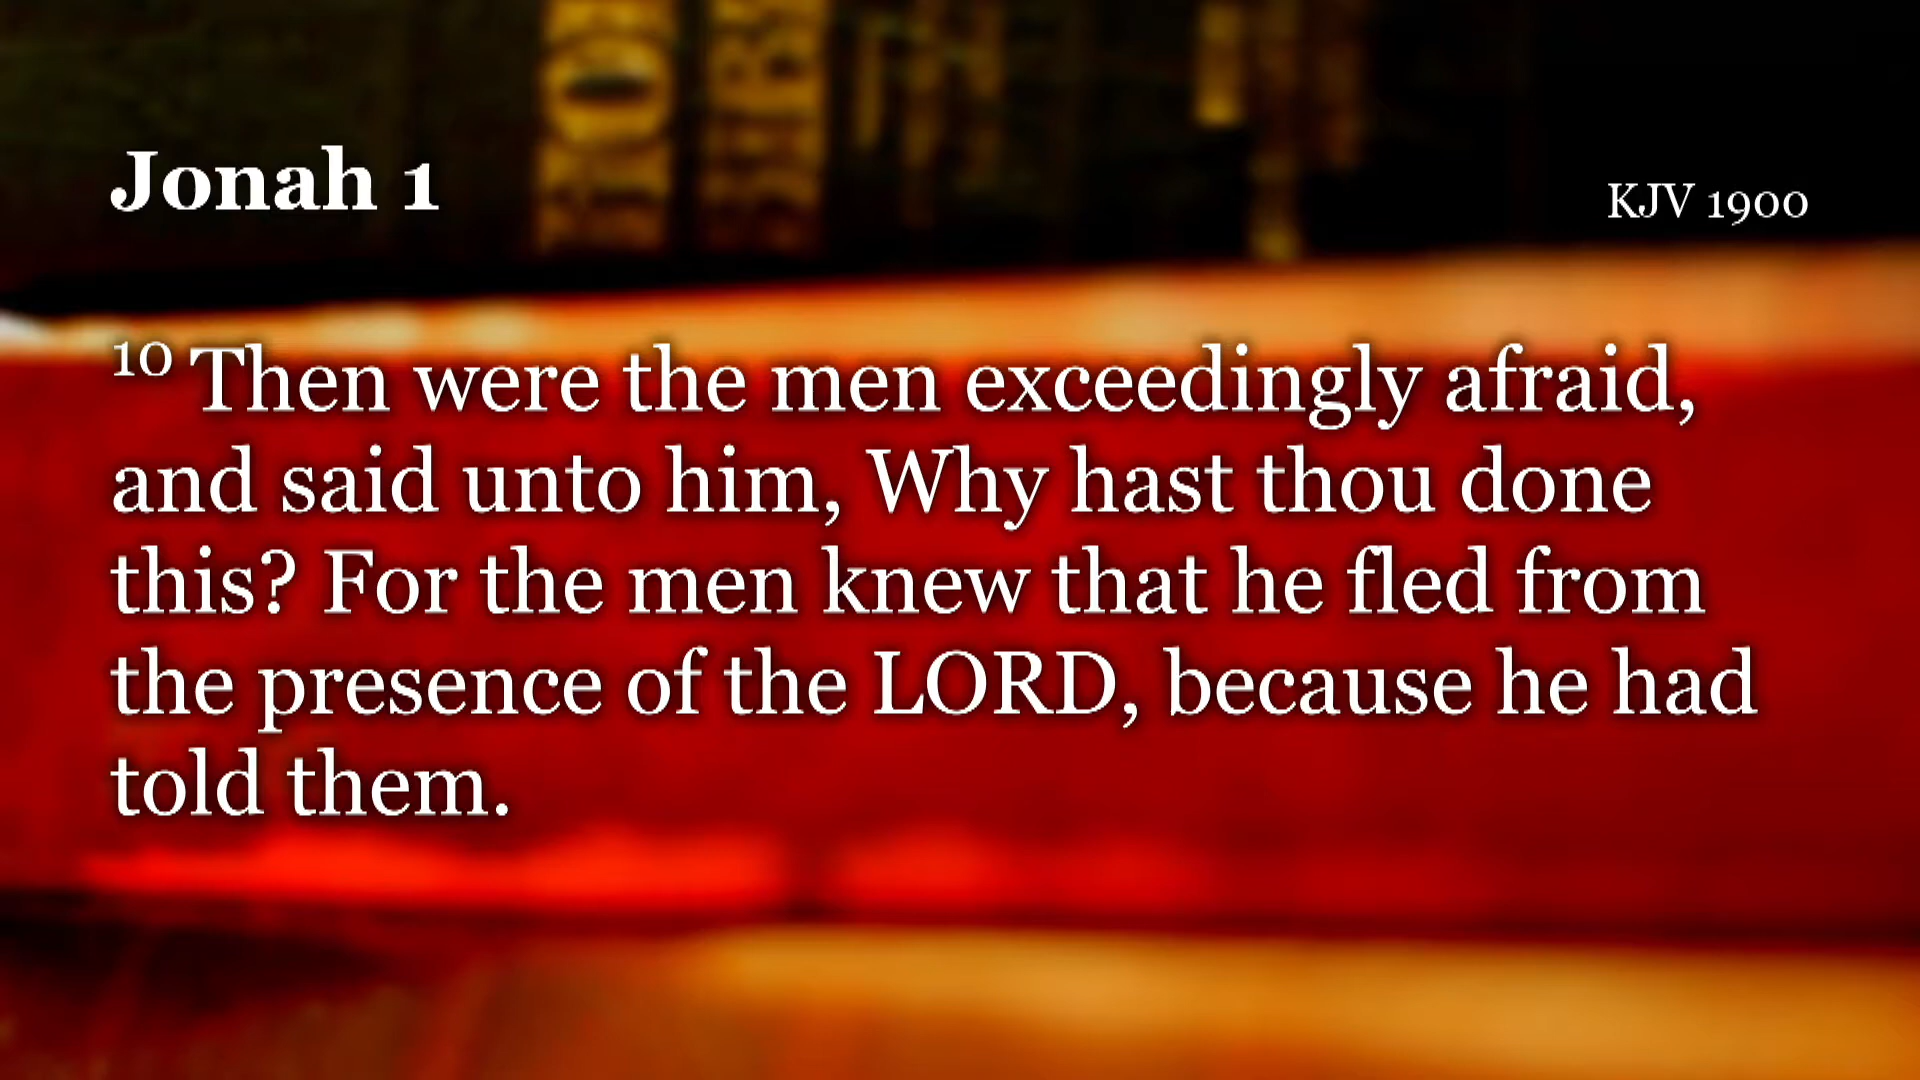 Jonah 1
KJV 1900
10 Then were the men exceedingly afraid,
and said unto him, Why hast thou done
this? For the men knew that he fled from
the presence of the LORD, because he had
told them.